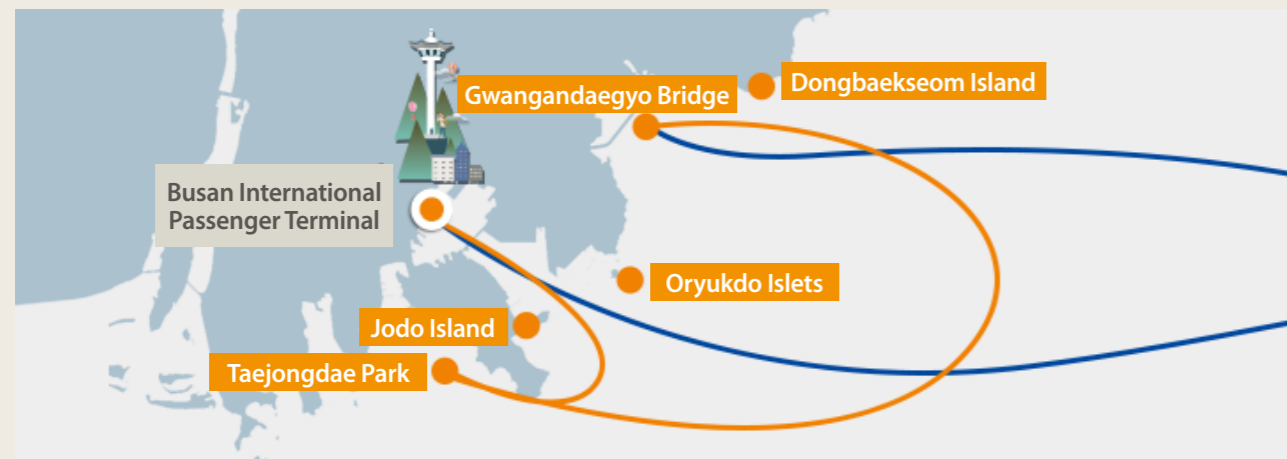 Gwangandaegyo Bridge
Dongbaekseom Island
Busan International
Passenger Terminal
Oryukdo Islets
Jodo Island
Taejongdae Park